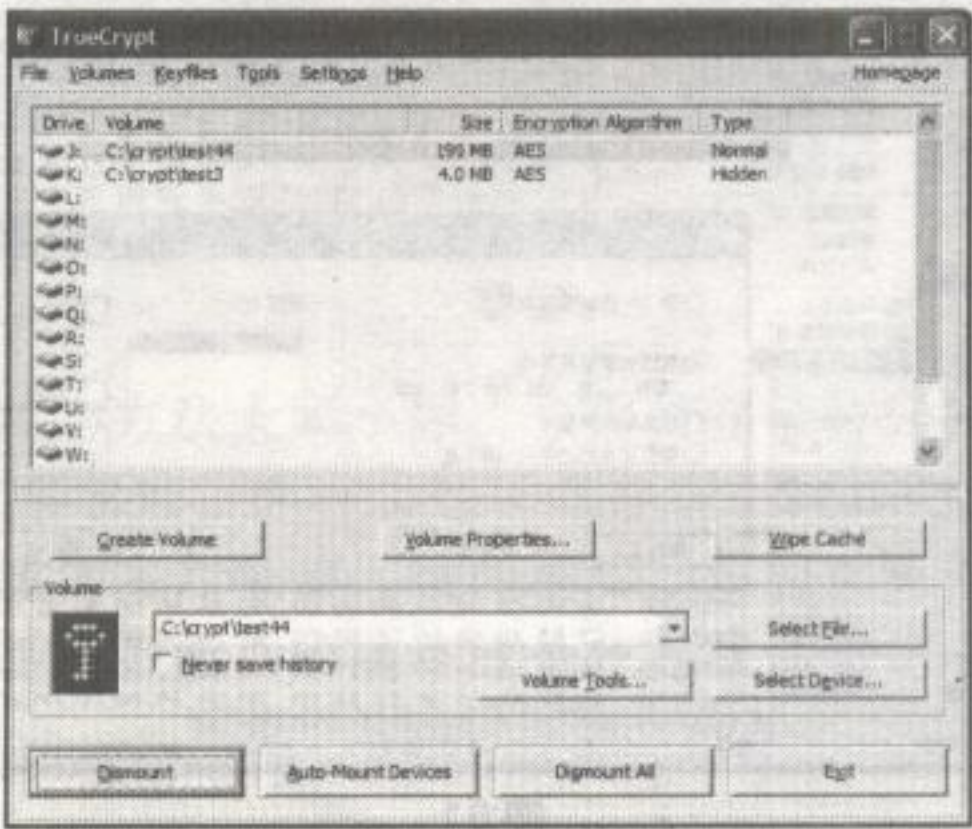 TrueCrypt
File Volumes Keyfiles Tools Settings Help Homepage
Drive Volume Size Encryption Algorithm Type
J: C:\crypt\test44 190 MB AES Normal
K: C:\crypt\test3 4.0 MB AES Hidden
L:
M:
N:
O:
P:
Q:
R:
S:
T:
U:
V:
W:
Create Volume Volume Properties... Wipe Cache
Volume
C:\crypt\test44 Select File...
Never save history
Volume Tools... Select Device...
Dismount Auto-Mount Devices Dismount All Exit